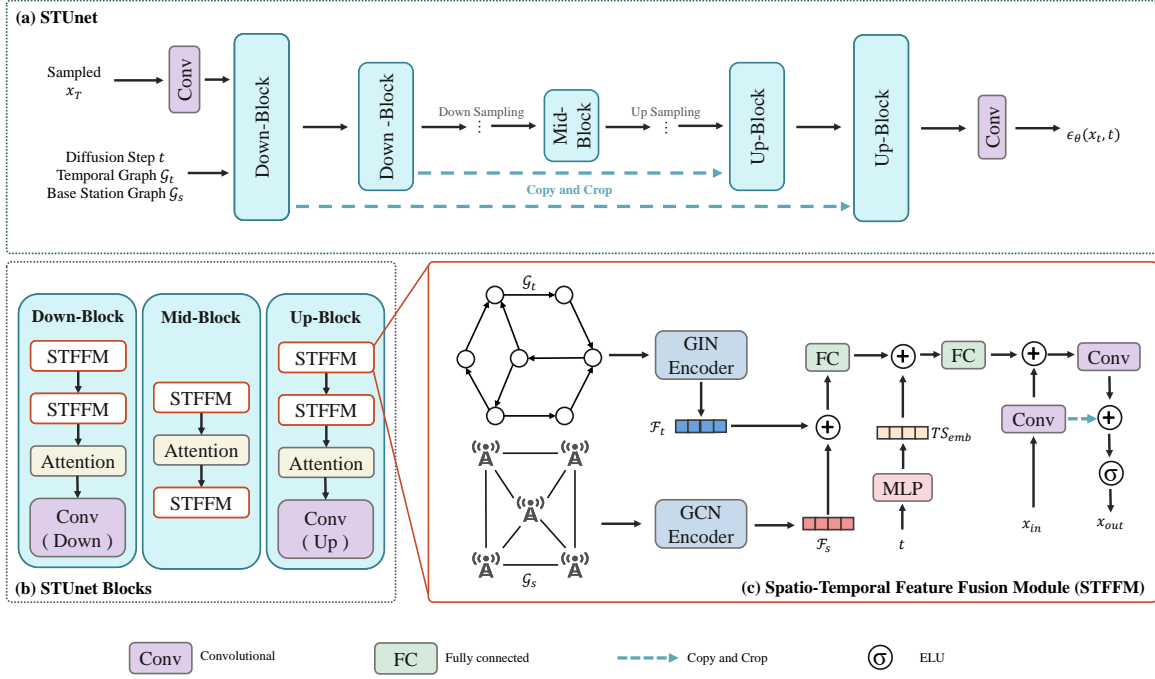 (a) STUnet
Sampled
x_T
Conv
Down-Block
Down -Block
Down Sampling
⋮
Mid-
Block
Up Sampling
⋮
Up-Block
Up-Block
Conv
ϵ_θ(x_t, t)
Diffusion Step t
Temporal Graph 𝒢_t
Base Station Graph 𝒢_s
Copy and Crop
Down-Block
STFFM
STFFM
Attention
Conv
( Down )
Mid-Block
STFFM
Attention
STFFM
Up-Block
STFFM
STFFM
Attention
Conv
( Up )
(b) STUnet Blocks
𝒢_t
GIN
Encoder
ℱ_t
𝒢_s
GCN
Encoder
ℱ_s
FC
+
+
FC
+
Conv
TS_emb
MLP
t
Conv
+
σ
x_in
x_out
(c) Spatio-Temporal Feature Fusion Module (STFFM)
Conv
Convolutional
FC
Fully connected
Copy and Crop
σ
ELU